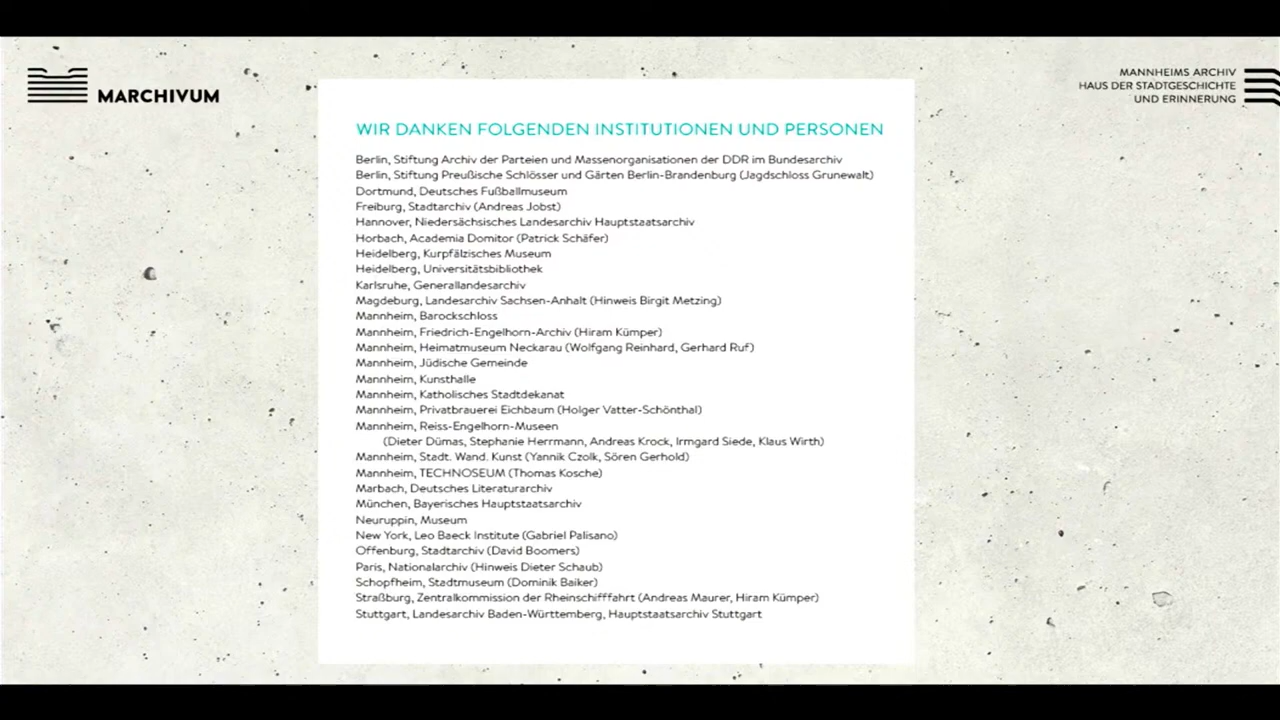 MARCHIVUM
MANNHEIMS ARCHIV
HAUS DER STADTGESCHICHTE
UND ERINNERUNG
WIR DANKEN FOLGENDEN INSTITUTIONEN UND PERSONEN
Berlin, Stiftung Archiv der Parteien und Massenorganisationen der DDR im Bundesarchiv
Berlin, Stiftung Preußische Schlösser und Gärten Berlin-Brandenburg (Jagdschloss Grunewalt)
Dortmund, Deutsches Fußballmuseum
Freiburg, Stadtarchiv (Andreas Jobst)
Hannover, Niedersächsisches Landesarchiv Hauptstaatsarchiv
Horbach, Academia Domitor (Patrick Schäfer)
Heidelberg, Kurpfälzisches Museum
Heidelberg, Universitätsbibliothek
Karlsruhe, Generallandesarchiv
Magdeburg, Landesarchiv Sachsen-Anhalt (Hinweis Birgit Metzing)
Mannheim, Barockschloss
Mannheim, Friedrich-Engelhorn-Archiv (Hiram Kümper)
Mannheim, Heimatmuseum Neckarau (Wolfgang Reinhard, Gerhard Ruf)
Mannheim, Jüdische Gemeinde
Mannheim, Kunsthalle
Mannheim, Katholisches Stadtdekanat
Mannheim, Privatbrauerei Eichbaum (Holger Vatter-Schönthal)
Mannheim, Reiss-Engelhorn-Museen
(Dieter Dümas, Stephanie Herrmann, Andreas Krock, Irmgard Siede, Klaus Wirth)
Mannheim, Stadt. Wand. Kunst (Yannik Czolk, Sören Gerhold)
Mannheim, TECHNOSEUM (Thomas Kosche)
Marbach, Deutsches Literaturarchiv
München, Bayerisches Hauptstaatsarchiv
Neuruppin, Museum
New York, Leo Baeck Institute (Gabriel Palisano)
Offenburg, Stadtarchiv (David Boomers)
Paris, Nationalarchiv (Hinweis Dieter Schaub)
Schopfheim, Stadtmuseum (Dominik Baiker)
Straßburg, Zentralkommission der Rheinschifffahrt (Andreas Maurer, Hiram Kümper)
Stuttgart, Landesarchiv Baden-Württemberg, Hauptstaatsarchiv Stuttgart